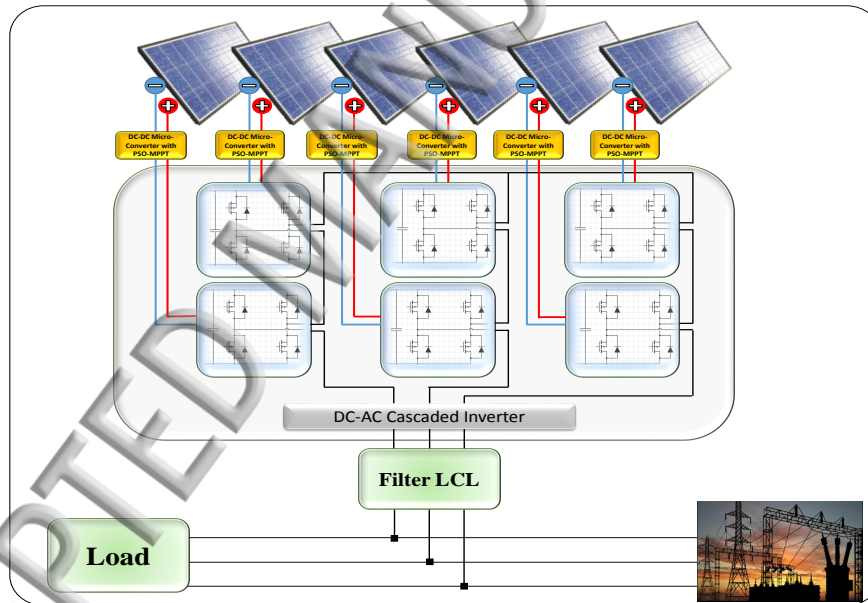 DC-DC Micro-
Converter with
PSO-MPPT
DC-DC Micro-
Converter with
PSO-MPPT
DC-DC Micro-
Converter with
PSO-MPPT
DC-DC Micro-
Converter with
PSO-MPPT
DC-DC Micro-
Converter with
PSO-MPPT
DC-DC Micro-
Converter with
PSO-MPPT
DC-AC Cascaded Inverter
Filter LCL
Load
PTED MANU